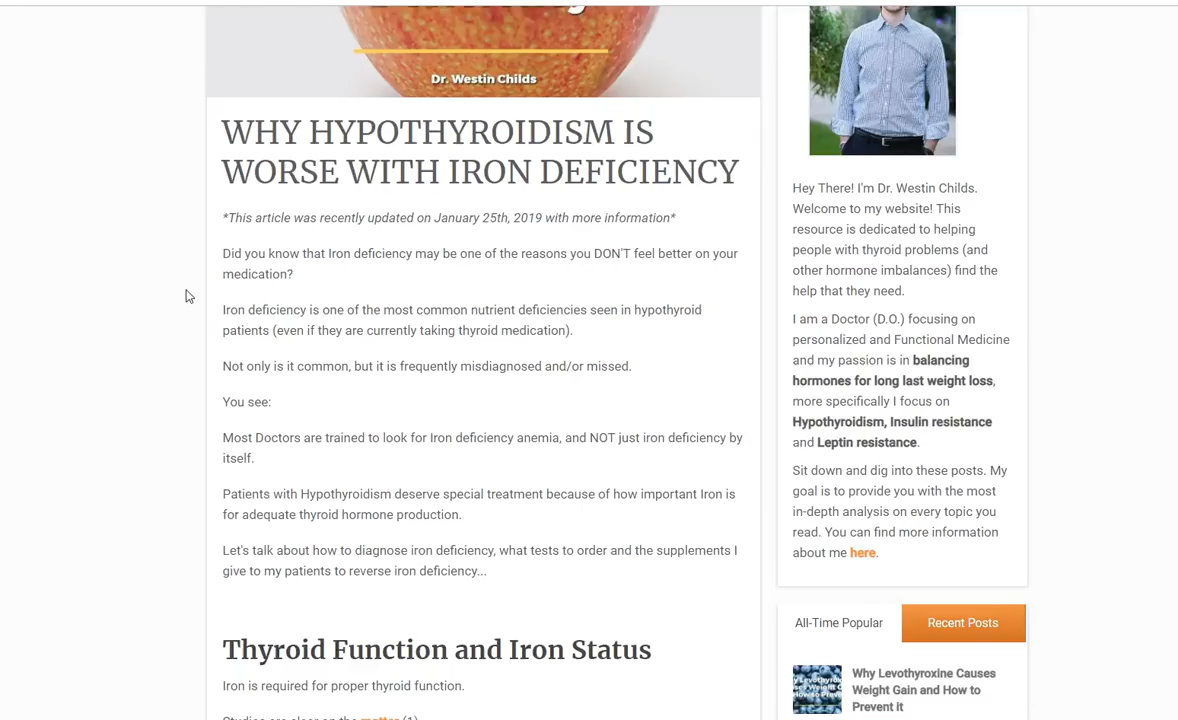 Dr. Westin Childs
WHY HYPOTHYROIDISM IS
WORSE WITH IRON DEFICIENCY
*This article was recently updated on January 25th, 2019 with more information*
Did you know that Iron deficiency may be one of the reasons you DON'T feel better on your
medication?
Iron deficiency is one of the most common nutrient deficiencies seen in hypothyroid
patients (even if they are currently taking thyroid medication).
Not only is it common, but it is frequently misdiagnosed and/or missed.
You see:
Most Doctors are trained to look for Iron deficiency anemia, and NOT just iron deficiency by
itself.
Patients with Hypothyroidism deserve special treatment because of how important Iron is
for adequate thyroid hormone production.
Let's talk about how to diagnose iron deficiency, what tests to order and the supplements I
give to my patients to reverse iron deficiency...
Thyroid Function and Iron Status
Iron is required for proper thyroid function.
Studies are clear on the matter (1)
Hey There! I'm Dr. Westin Childs.
Welcome to my website! This
resource is dedicated to helping
people with thyroid problems (and
other hormone imbalances) find the
help that they need.
I am a Doctor (D.O.) focusing on
personalized and Functional Medicine
and my passion is in balancing
hormones for long last weight loss,
more specifically I focus on
Hypothyroidism, Insulin resistance
and Leptin resistance.
Sit down and dig into these posts. My
goal is to provide you with the most
in-depth analysis on every topic you
read. You can find more information
about me here.
All-Time Popular
Recent Posts
Why Levothyroxine Causes
Weight Gain and How to
Prevent it